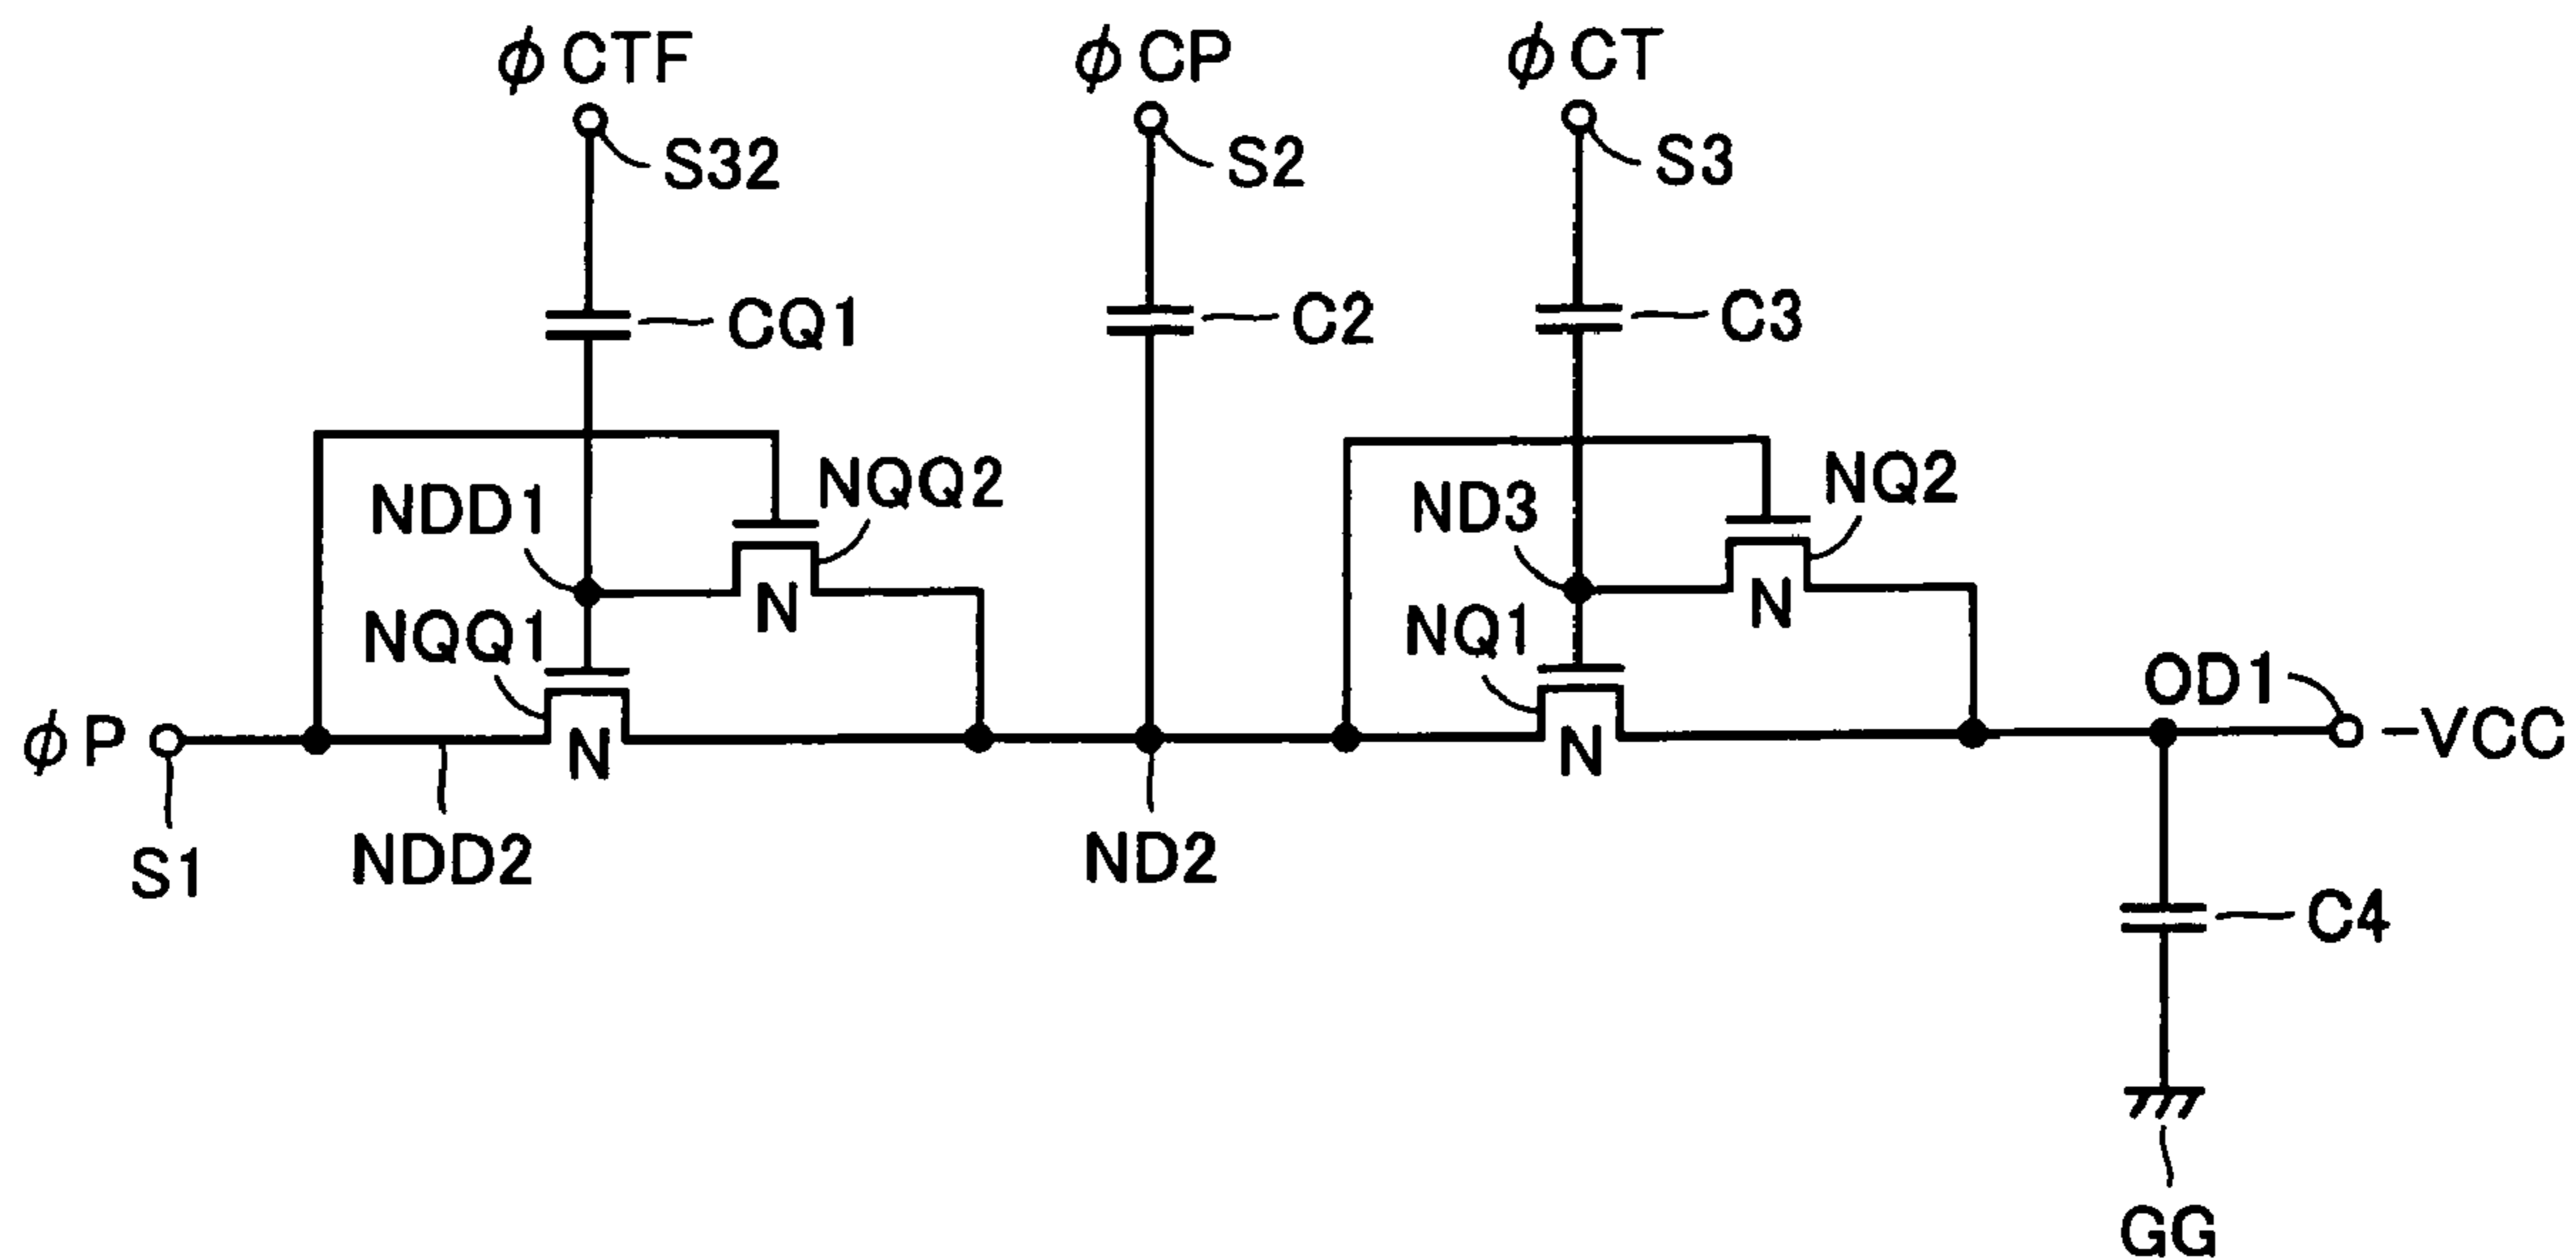 φCTF
φCP
φCT
S32
S2
S3
CQ1
C2
C3
NDD1
NQQ2
ND3
NQ2
N
N
NQQ1
NQ1
OD1
φP
N
N
-VCC
S1
NDD2
ND2
C4
GG